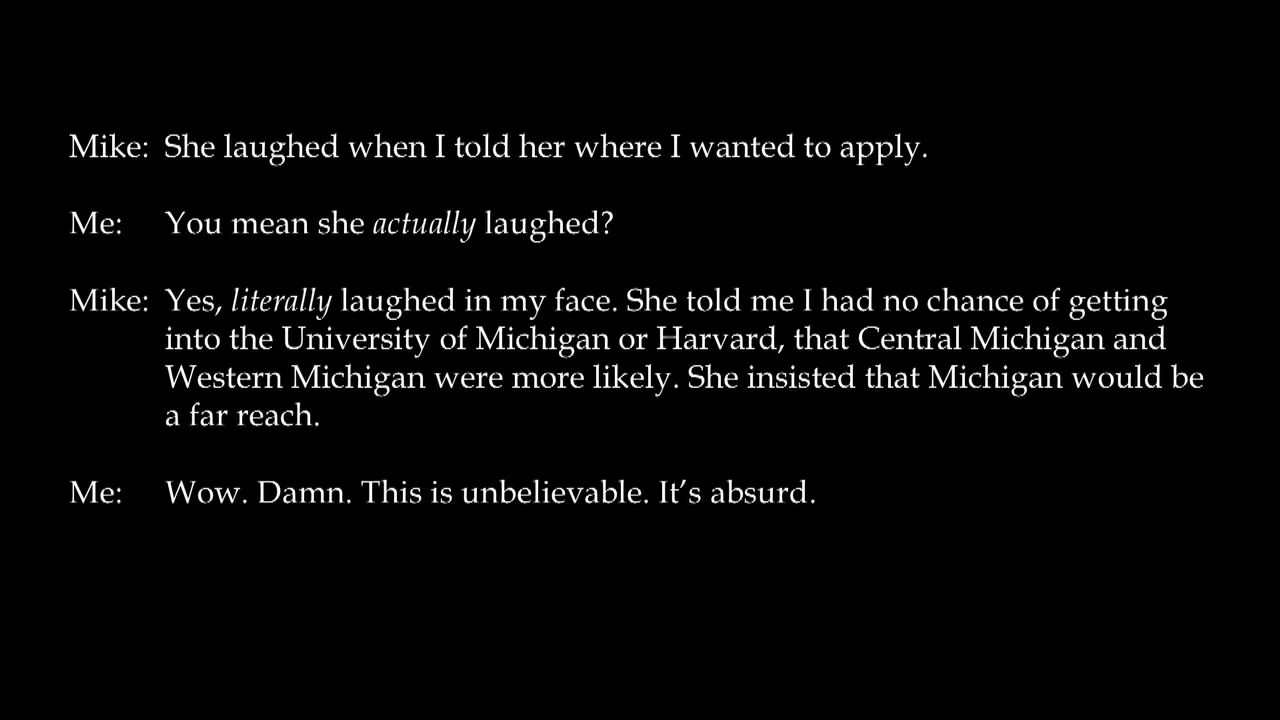 Mike: She laughed when I told her where I wanted to apply.
Me: You mean she actually laughed?
Mike: Yes, literally laughed in my face. She told me I had no chance of getting
into the University of Michigan or Harvard, that Central Michigan and
Western Michigan were more likely. She insisted that Michigan would be
a far reach.
Me: Wow. Damn. This is unbelievable. It’s absurd.